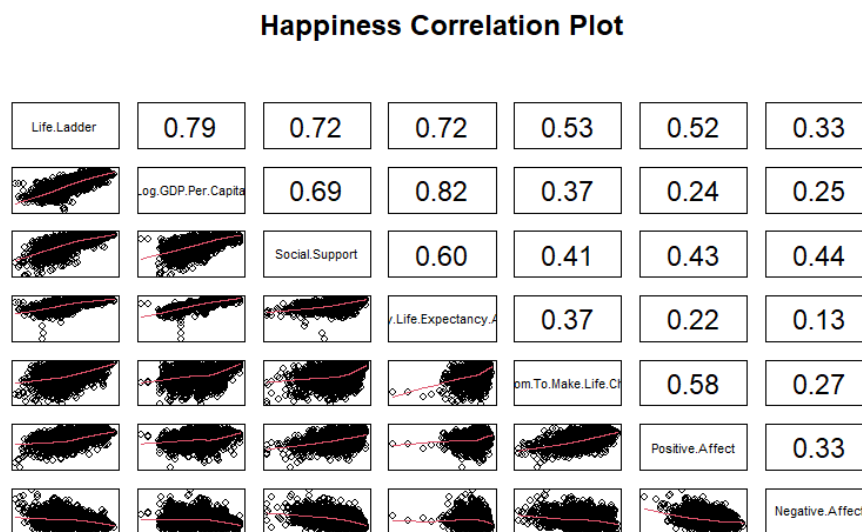 Happiness Correlation Plot
Life.Ladder 0.79 0.72 0.72 0.53 0.52 0.33
Log.GDP.Per.Capita 0.69 0.82 0.37 0.24 0.25
Social.Support 0.60 0.41 0.43 0.44
y.Life.Expectancy.A 0.37 0.22 0.13
om.To.Make.Life.Ch 0.58 0.27
Positive.Affect 0.33
Negative.Affect